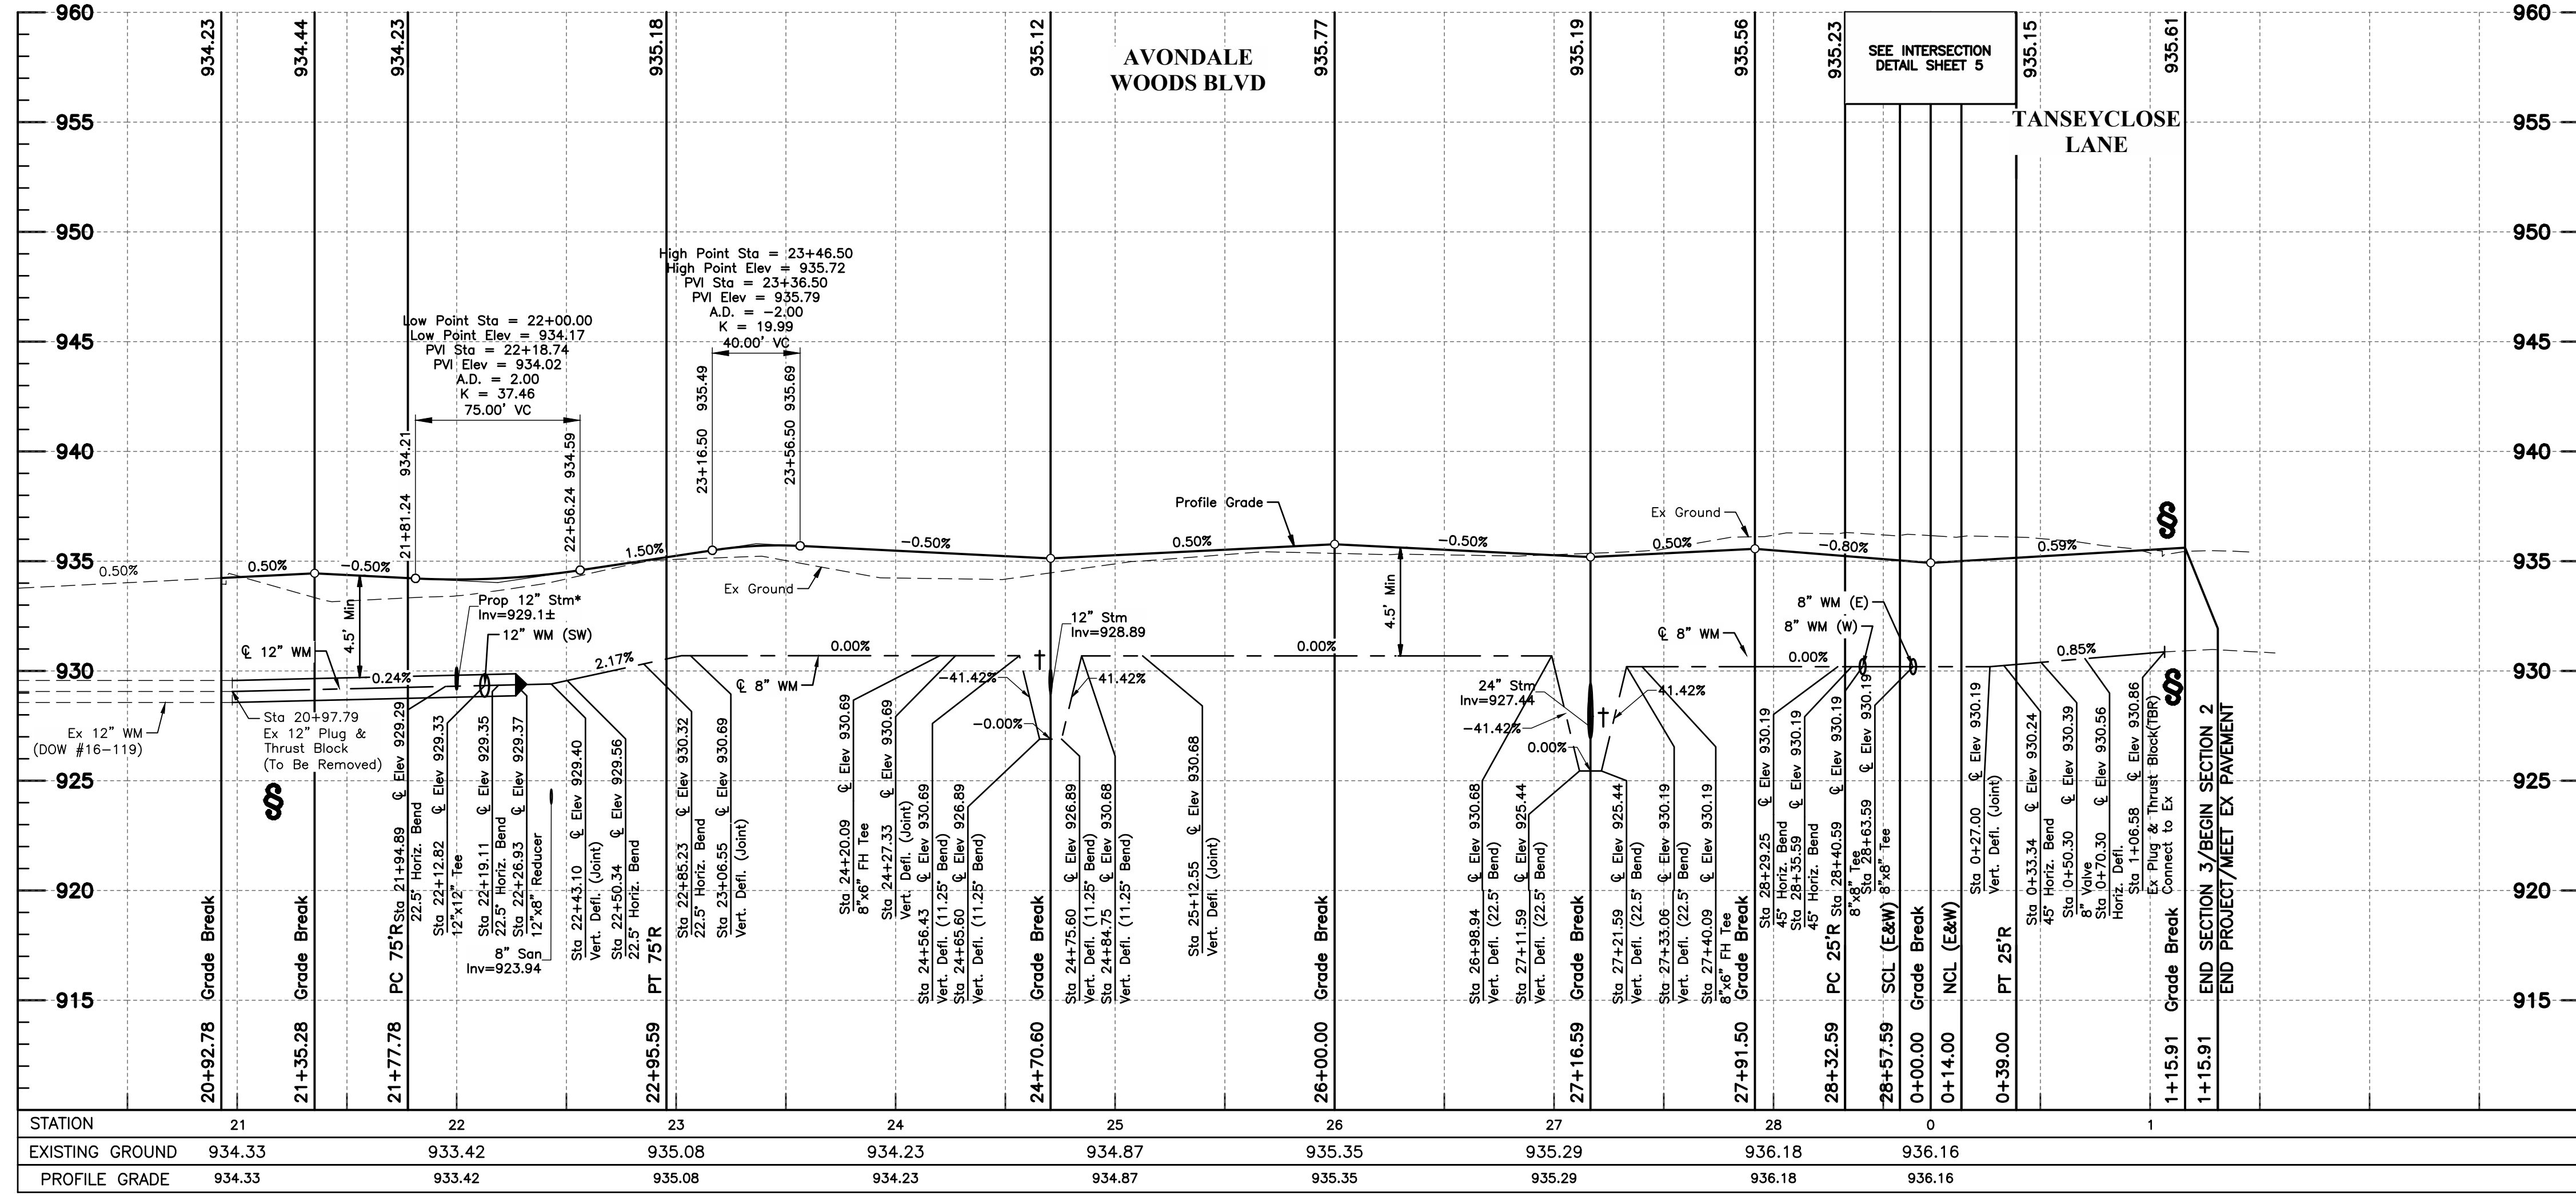 960
955
950
945
940
935
930
925
920
915
960
955
950
945
940
935
930
925
920
915
934.23
934.44
934.23
935.18
935.12
935.77
935.19
935.56
935.23
935.15
935.61
AVONDALE
WOODS BLVD
SEE INTERSECTION
DETAIL SHEET 5
TANSEYCLOSE
LANE
Low Point Sta = 22+00.00
Low Point Elev = 934.17
PVI Sta = 22+18.74
PVI Elev = 934.02
A.D. = 2.00
K = 37.46
75.00' VC
21+81.24 934.21
22+56.24 934.59
High Point Sta = 23+46.50
High Point Elev = 935.72
PVI Sta = 23+36.50
PVI Elev = 935.79
A.D. = -2.00
K = 19.99
40.00' VC
23+16.50 935.49
23+56.50 935.69
0.50%
0.50%
-0.50%
1.50%
-0.50%
0.50%
-0.50%
0.50%
-0.80%
0.59%
Profile Grade
Ex Ground
Ex Ground
4.5' Min
4.5' Min
Prop 12" Stm*
Inv=929.1±
12" WM (SW)
℄ 12" WM
0.24%
2.17%
℄ 8" WM
0.00%
-41.42%
-0.00%
41.42%
12" Stm
Inv=928.89
0.00%
24" Stm
Inv=927.44
-41.42%
0.00%
41.42%
℄ 8" WM
0.00%
8" WM (E)
8" WM (W)
0.85%
Ex 12" WM
(DOW #16-119)
Sta 20+97.79
Ex 12" Plug &
Thrust Block
(To Be Removed)
Sta 21+94.89 ℄ Elev 929.29
22.5° Horiz. Bend
Sta 22+12.82 ℄ Elev 929.33
12"x12" Tee
Sta 22+19.11 ℄ Elev 929.35
22.5° Horiz. Bend
Sta 22+26.93 ℄ Elev 929.37
12"x8" Reducer
8" San
Inv=923.94
Sta 22+43.10 ℄ Elev 929.40
Vert. Defl. (Joint)
Sta 22+50.34 ℄ Elev 929.56
22.5° Horiz. Bend
Sta 22+85.23 ℄ Elev 930.32
22.5° Horiz. Bend
Sta 23+06.55 ℄ Elev 930.69
Vert. Defl. (Joint)
Sta 24+20.09 ℄ Elev 930.69
8"x6" FH Tee
Sta 24+27.33 ℄ Elev 930.69
Vert. Defl. (Joint)
Sta 24+56.43 ℄ Elev 930.69
Vert. Defl. (11.25° Bend)
Sta 24+65.60 ℄ Elev 926.89
Vert. Defl. (11.25° Bend)
Sta 24+75.60 ℄ Elev 926.89
Vert. Defl. (11.25° Bend)
Sta 24+84.75 ℄ Elev 930.68
Vert. Defl. (11.25° Bend)
Sta 25+12.55 ℄ Elev 930.68
Vert. Defl. (Joint)
Sta 26+98.94 ℄ Elev 930.68
Vert. Defl. (22.5° Bend)
Sta 27+11.59 ℄ Elev 925.44
Vert. Defl. (22.5° Bend)
Sta 27+21.59 ℄ Elev 925.44
Vert. Defl. (22.5° Bend)
Sta 27+33.06 ℄ Elev 930.19
Vert. Defl. (22.5° Bend)
Sta 27+40.09 ℄ Elev 930.19
8"x6" FH Tee
Sta 28+29.25 ℄ Elev 930.19
45° Horiz. Bend
Sta 28+35.59 ℄ Elev 930.19
45° Horiz. Bend
Sta 28+40.59 ℄ Elev 930.19
8"x8" Tee
Sta 28+63.59 ℄ Elev 930.19
8"x8" Tee
Sta 0+27.00 ℄ Elev 930.19
Vert. Defl. (Joint)
Sta 0+33.34 ℄ Elev 930.24
45° Horiz. Bend
Sta 0+50.30 ℄ Elev 930.39
8" Valve
Sta 0+70.30 ℄ Elev 930.56
Horiz. Defl.
Sta 1+06.58 ℄ Elev 930.86
Ex Plug & Thrust Block(TBR)
Connect to Ex
20+92.78 Grade Break
21+35.28 Grade Break
21+77.78 PC 75'R
22+95.59 PT 75'R
24+70.60 Grade Break
26+00.00 Grade Break
27+16.59 Grade Break
27+91.50 Grade Break
28+32.59 PC 25'R
28+57.59 SCL (E&W)
0+00.00 Grade Break
0+14.00 NCL (E&W)
0+39.00 PT 25'R
1+15.91 Grade Break
1+15.91 END SECTION 3/BEGIN SECTION 2
END PROJECT/MEET EX PAVEMENT
STATION 21 22 23 24 25 26 27 28 0 1
EXISTING GROUND 934.33 933.42 935.08 934.23 934.87 935.35 935.29 936.18 936.16
PROFILE GRADE 934.33 933.42 935.08 934.23 934.87 935.35 935.29 936.18 936.16